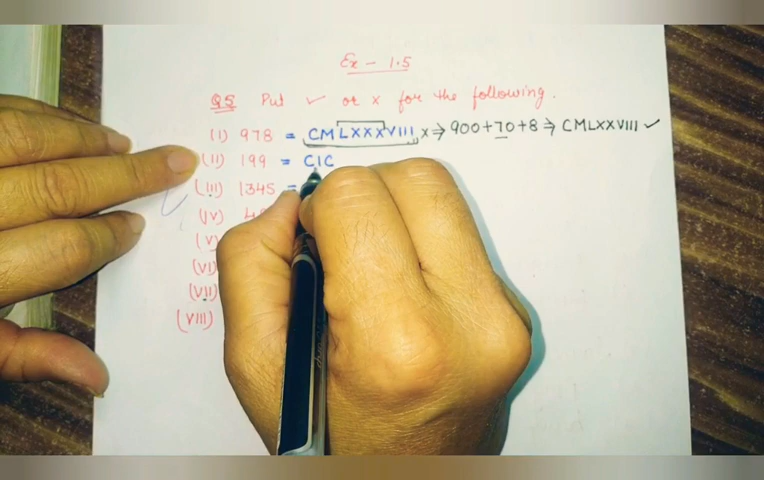 Ex - 1.5
Q5 Put ✓ or x for the following.
(I) 978 = CMLXXXVIII x ⇒ 900+70+8 ⇒ CMLXXVIII ✓
(II) 199 = CIC
(III) 1345 =
(IV) 4
(V)
(VI)
(VII)
(VIII)